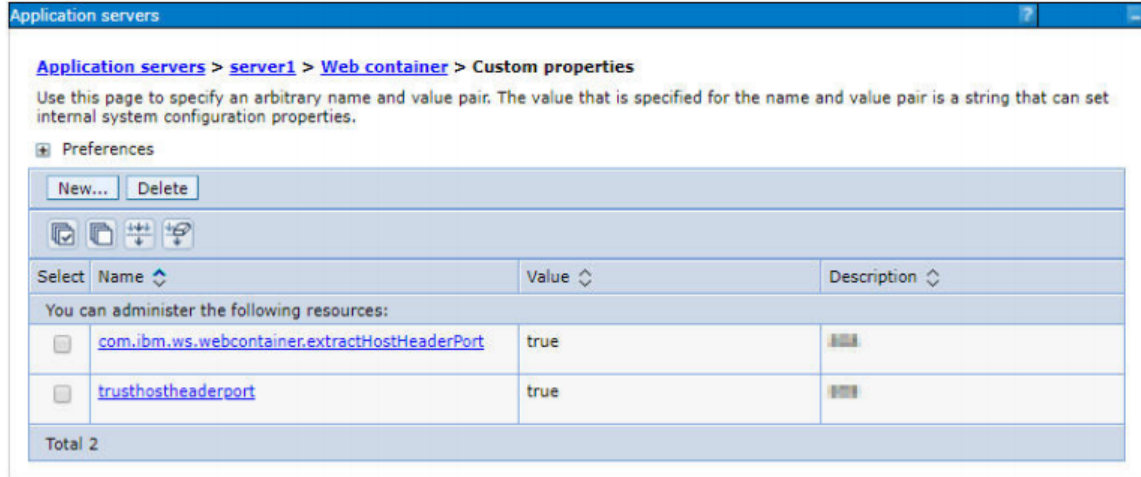 Application servers
?
Application servers > server1 > Web container > Custom properties
Use this page to specify an arbitrary name and value pair. The value that is specified for the name and value pair is a string that can set
internal system configuration properties.
Preferences
New... Delete
Select Name Value Description
You can administer the following resources:
com.ibm.ws.webcontainer.extractHostHeaderPort true
trusthostheaderport true
Total 2